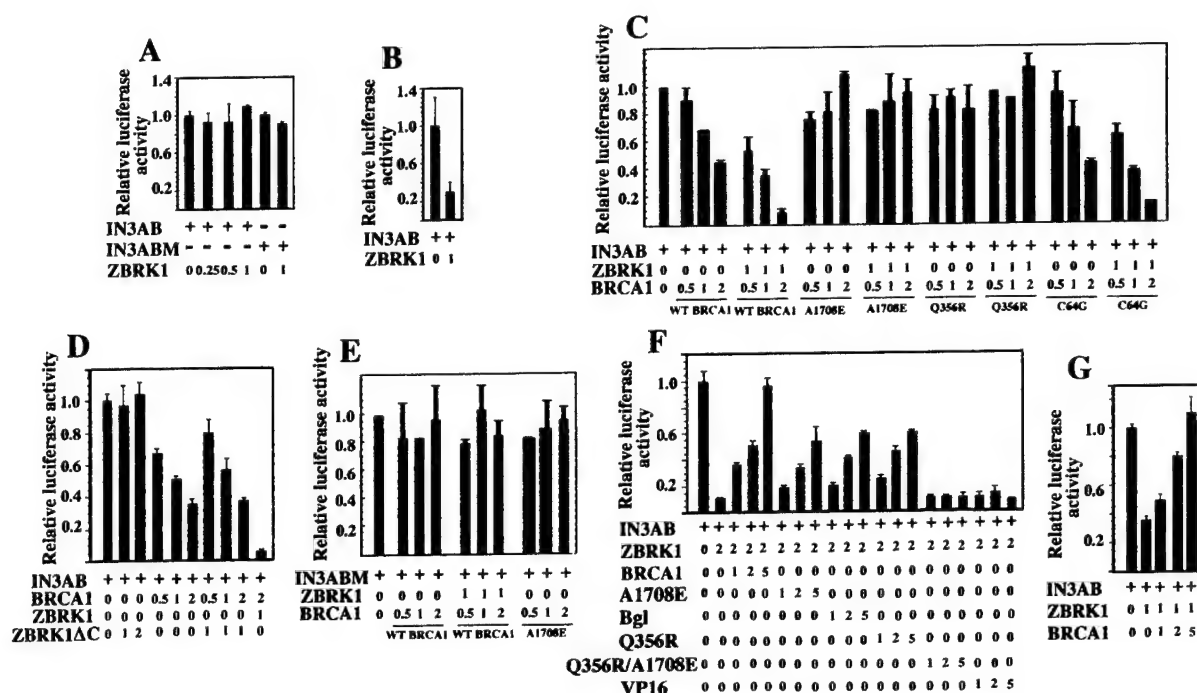 A
Relative luciferase activity
1.4
1.0
0.6
0.2
IN3AB + + + + - -
IN3ABM - - - - + +
ZBRK1 0 0.25 0.5 1 0 1
B
Relative luciferase activity
1.4
1.0
0.6
0.2
IN3AB + +
ZBRK1 0 1
C
Relative luciferase activity
1.0
0.8
0.6
0.4
0.2
IN3AB + + + + + + + + + + + + + + + + + + + + + + + + +
ZBRK1 0 0 0 0 1 1 1 0 0 0 1 1 1 0 0 0 1 1 1 0 0 0 1 1 1
BRCA1 0 0.5 1 2 0.5 1 2 0.5 1 2 0.5 1 2 0.5 1 2 0.5 1 2 0.5 1 2 0.5 1 2
WT BRCA1 WT BRCA1 A1708E A1708E Q356R Q356R C64G C64G
D
Relative luciferase activity
1.0
0.8
0.6
0.4
0.2
IN3AB + + + + + + + + + +
BRCA1 0 0 0 0.5 1 2 0.5 1 2 2
ZBRK1 0 0 0 0 0 0 0 0 0 1
ZBRK1ΔC 0 1 2 0 0 0 1 1 1 0
E
Relative luciferase activity
1.0
0.8
0.6
0.4
0.2
IN3ABM + + + + + + + + + +
ZBRK1 0 0 0 0 1 1 1 0 0 0
BRCA1 0 0.5 1 2 0.5 1 2 0.5 1 2
WT BRCA1 WT BRCA1 A1708E
F
Relative luciferase activity
1.0
0.6
0.2
IN3AB + + + + + + + + + + + + + + + + + + + +
ZBRK1 0 2 2 2 2 2 2 2 2 2 2 2 2 2 2 2 2 2 2 2
BRCA1 0 0 1 2 5 0 0 0 0 0 0 0 0 0 0 0 0 0 0 0
A1708E 0 0 0 0 0 1 2 5 0 0 0 0 0 0 0 0 0 0 0 0
Bgl 0 0 0 0 0 0 0 0 1 2 5 0 0 0 0 0 0 0 0 0
Q356R 0 0 0 0 0 0 0 0 0 0 0 1 2 5 0 0 0 0 0 0
Q356R/A1708E 0 0 0 0 0 0 0 0 0 0 0 0 0 0 1 2 5 0 0 0
VP16 0 0 0 0 0 0 0 0 0 0 0 0 0 0 0 0 0 1 2 5
G
Relative luciferase activity
1.0
0.6
0.2
IN3AB + + + + +
ZBRK1 0 1 1 1 1
BRCA1 0 0 1 2 5